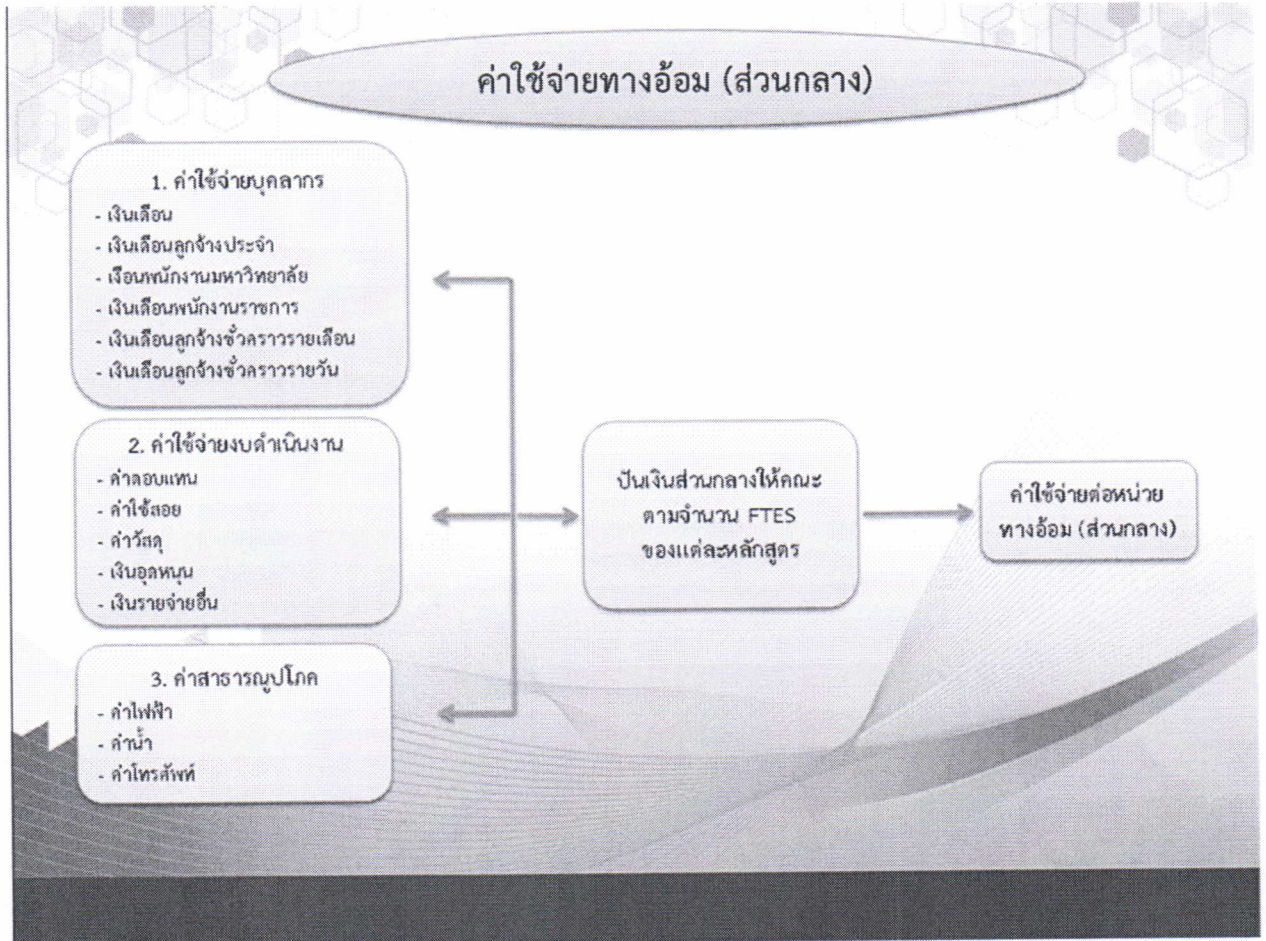 ค่าใช้จ่ายทางอ้อม (ส่วนกลาง)
1. ค่าใช้จ่ายบุคลากร
- เงินเดือน
- เงินเดือนลูกจ้างประจำ
- เงือนพนักงานมหาวิทยาลัย
- เงินเดือนพนักงานราชการ
- เงินเดือนลูกจ้างชั่วคราวรายเดือน
- เงินเดือนลูกจ้างชั่วคราวรายวัน
2. ค่าใช้จ่ายงบดำเนินงาน
- ค่าตอบแทน
- ค่าใช้สอย
- ค่าวัสดุ
- เงินอุดหนุน
- เงินรายจ่ายอื่น
3. ค่าสาธารณูปโภค
- ค่าไฟฟ้า
- ค่าน้ำ
- ค่าโทรศัพท์
ปันเงินส่วนกลางให้คณะ
ตามจำนวน FTES
ของแต่ละหลักสูตร
ค่าใช้จ่ายต่อหน่วย
ทางอ้อม (ส่วนกลาง)